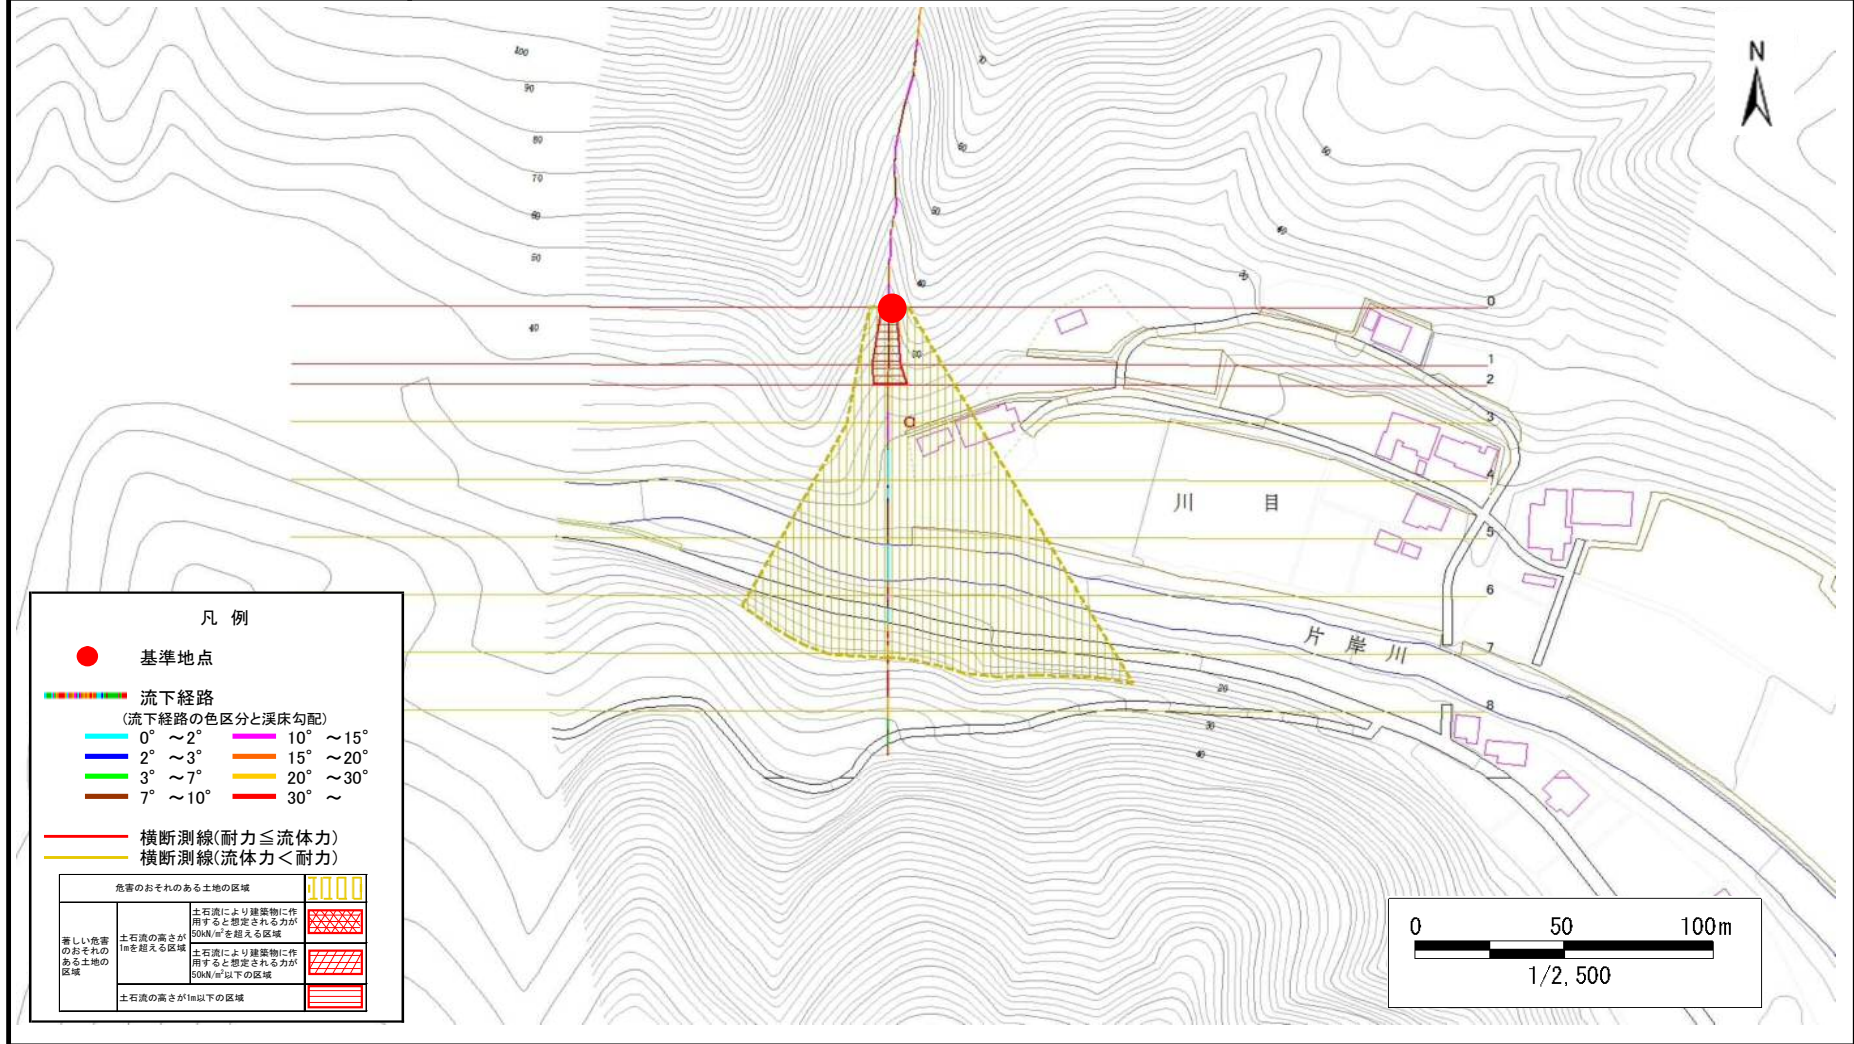 N
100
90
80
70
60
50
40
70
60
50
40
30
0
1
2
3
4
5
6
7
8
川 目
片 岸 川
20
30
40
凡 例
基準地点
流下経路
(流下経路の色区分と渓床勾配)
0° ~2° 10° ~15°
2° ~3° 15° ~20°
3° ~7° 20° ~30°
7° ~10° 30° ~
横断測線(耐力≦流体力)
横断測線(流体力<耐力)
危害のおそれのある土地の区域
著しい危害
のおそれの
ある土地の
区域
土石流の高さが
1mを超える区域
土石流により建築物に作
用すると想定される力が
50kN/m²を超える区域
土石流により建築物に作
用すると想定される力が
50kN/m²以下の区域
土石流の高さが1m以下の区域
0 50 100m
1/2,500